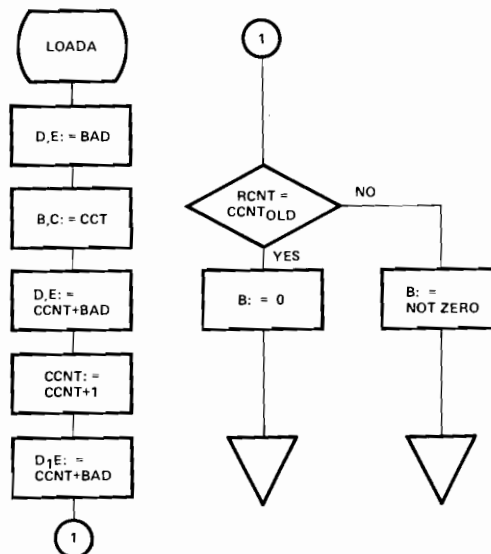 LOADA
D,E: = BAD
B,C: = CCT
D,E: =
CCNT+BAD
CCNT: =
CCNT+1
D1E: =
CCNT+BAD
1
1
RCNT =
CCNTOLD
NO
YES
B: = 0
B: =
NOT ZERO